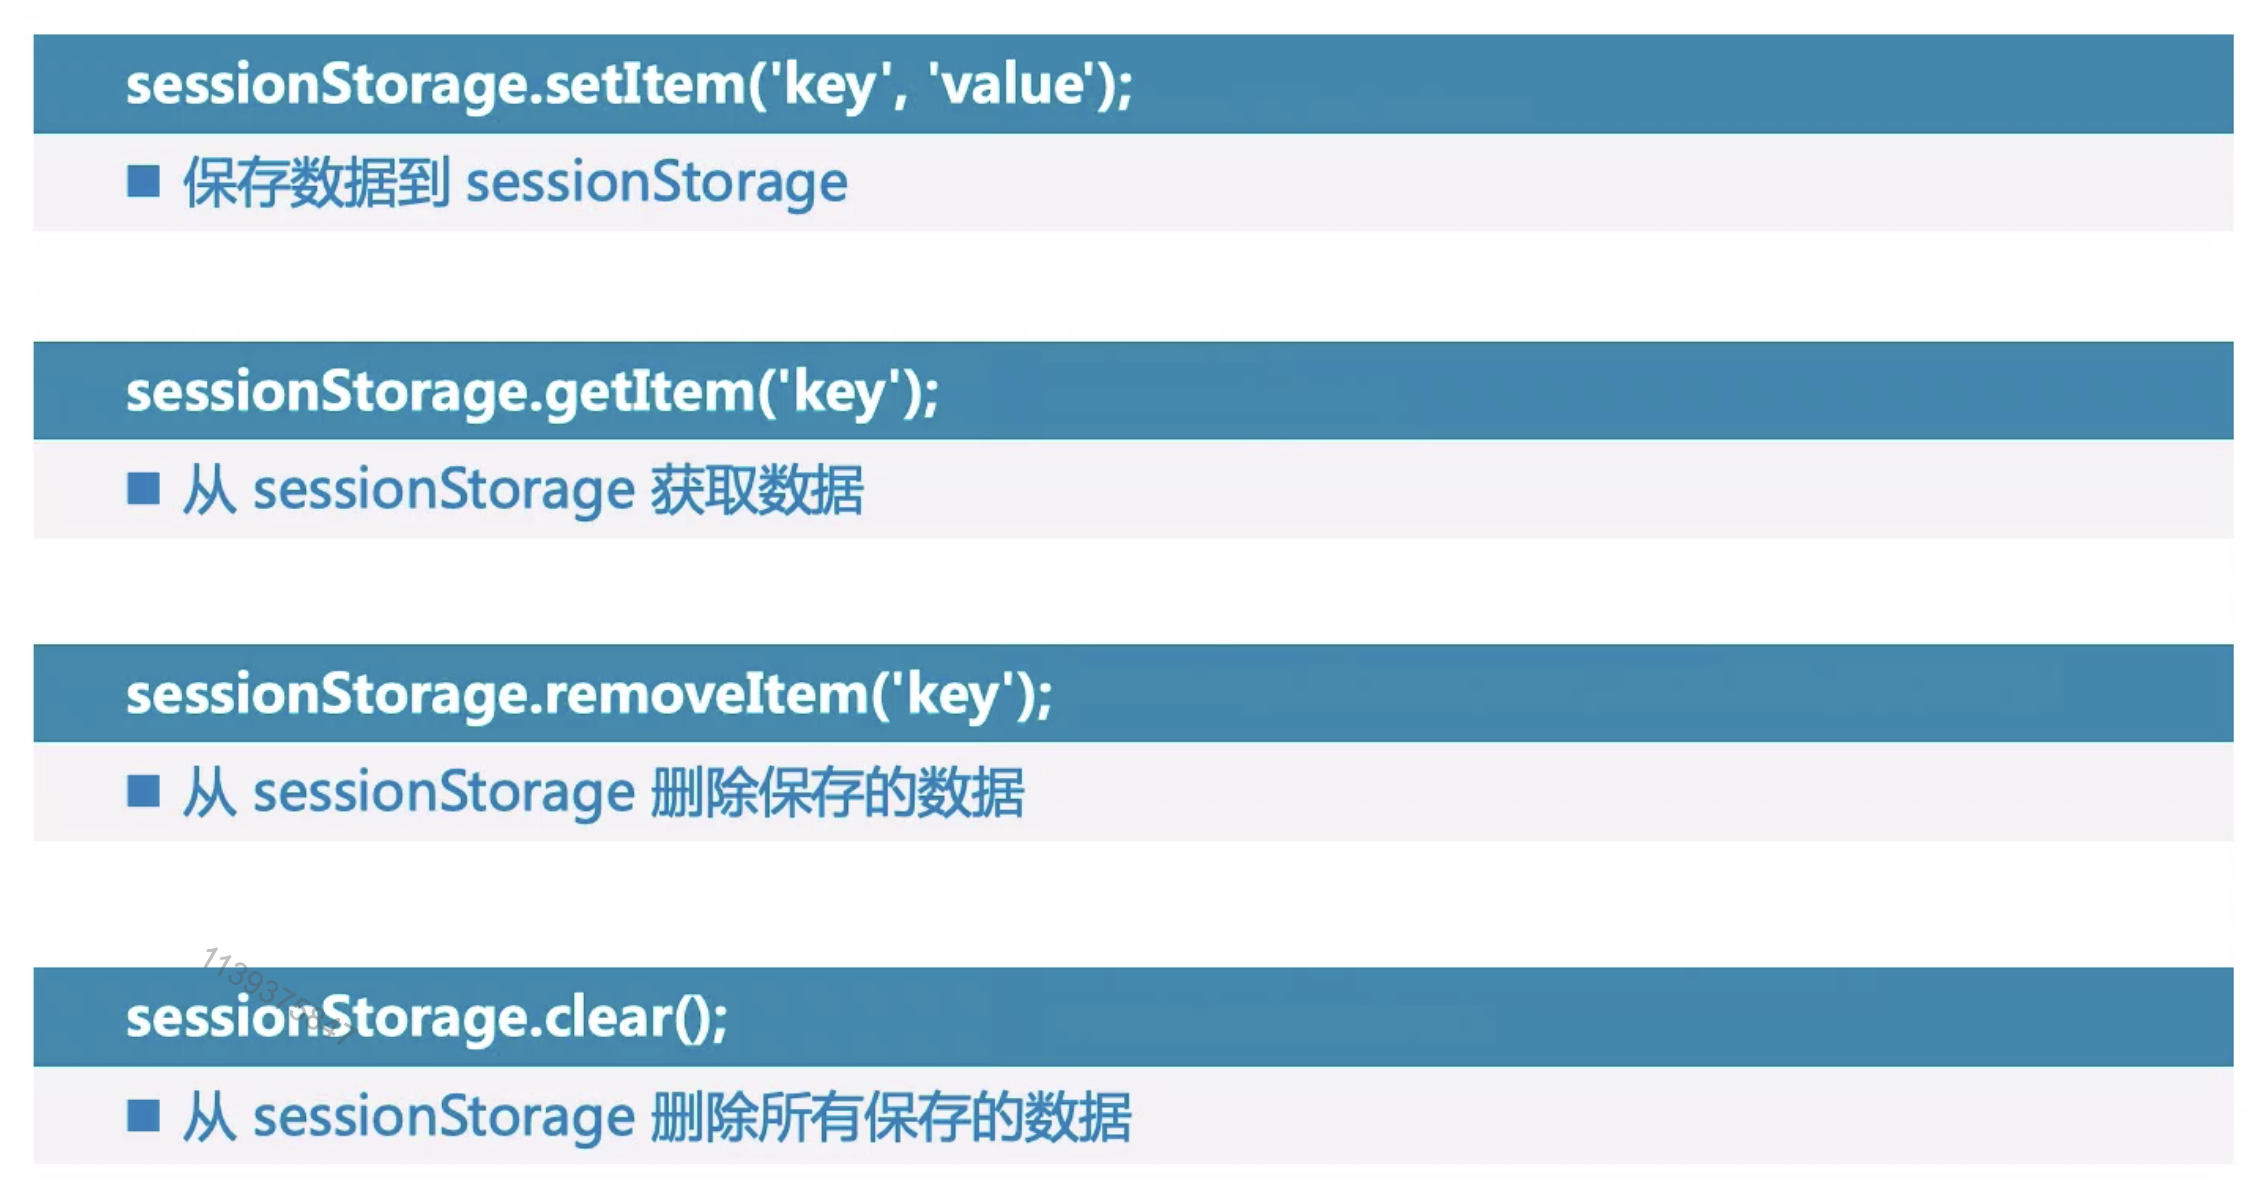 sessionStorage.setItem('key', 'value');
保存数据到 sessionStorage
sessionStorage.getItem('key');
从 sessionStorage 获取数据
sessionStorage.removeItem('key');
从 sessionStorage 删除保存的数据
sessionStorage.clear();
从 sessionStorage 删除所有保存的数据